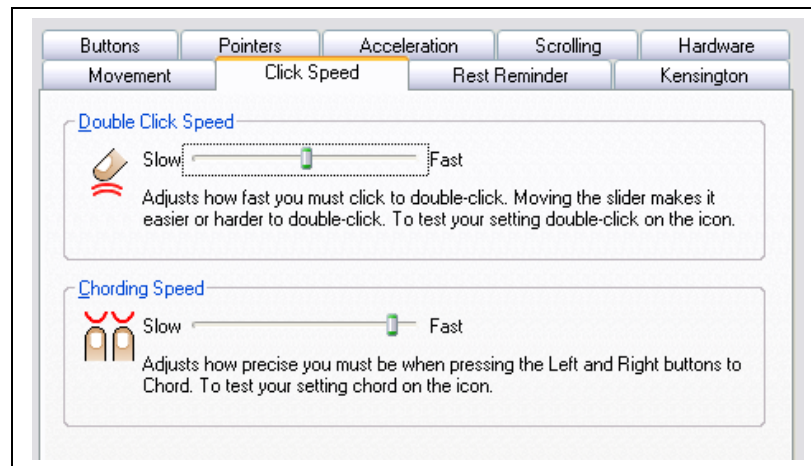 Buttons Pointers Acceleration Scrolling Hardware
Movement Click Speed Rest Reminder Kensington
Double Click Speed
Slow Fast
Adjusts how fast you must click to double-click. Moving the slider makes it
easier or harder to double-click. To test your setting double-click on the icon.
Chording Speed
Slow Fast
Adjusts how precise you must be when pressing the Left and Right buttons to
Chord. To test your setting chord on the icon.